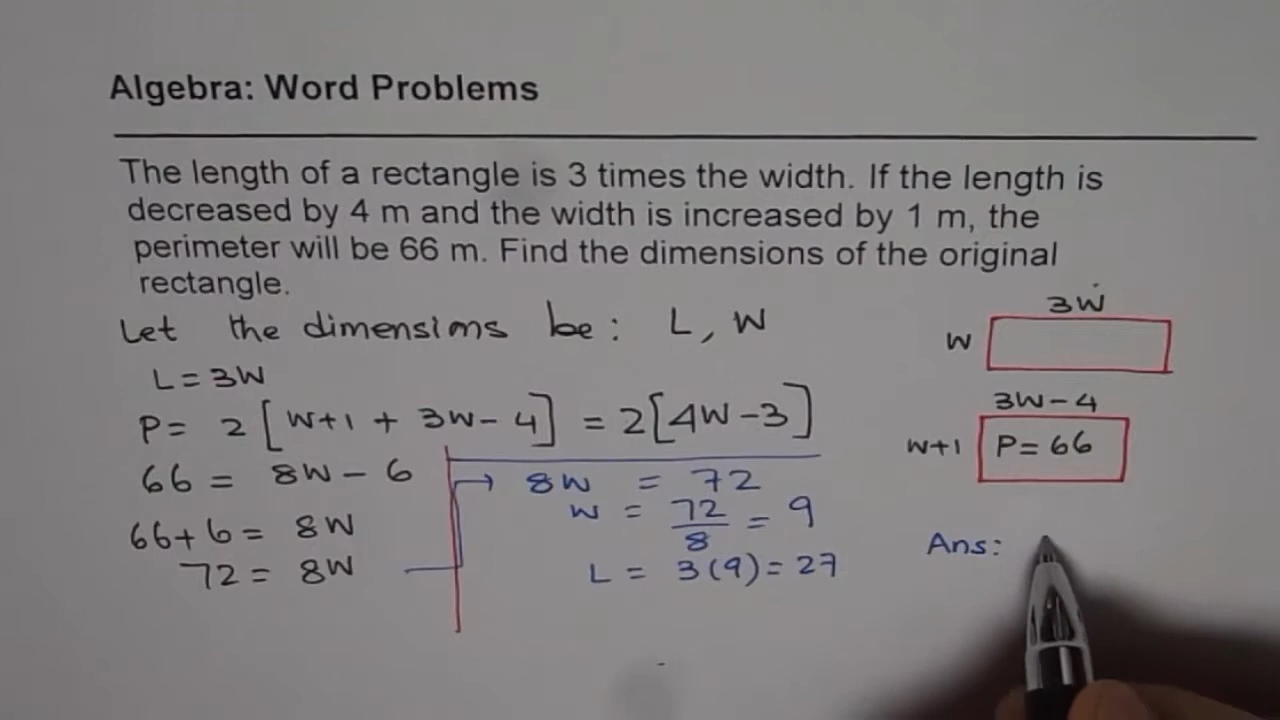 Algebra: Word Problems
The length of a rectangle is 3 times the width. If the length is
decreased by 4 m and the width is increased by 1 m, the
perimeter will be 66 m. Find the dimensions of the original
rectangle.
Let the dimensions be: L, W
L = 3W
P = 2 [ W+1 + 3W - 4 ] = 2 [4W - 3]
66 = 8W - 6
66 + 6 = 8W
72 = 8W
8W = 72
W = 72/8 = 9
L = 3(9) = 27
3W
W
3W - 4
W+1
P = 66
Ans: